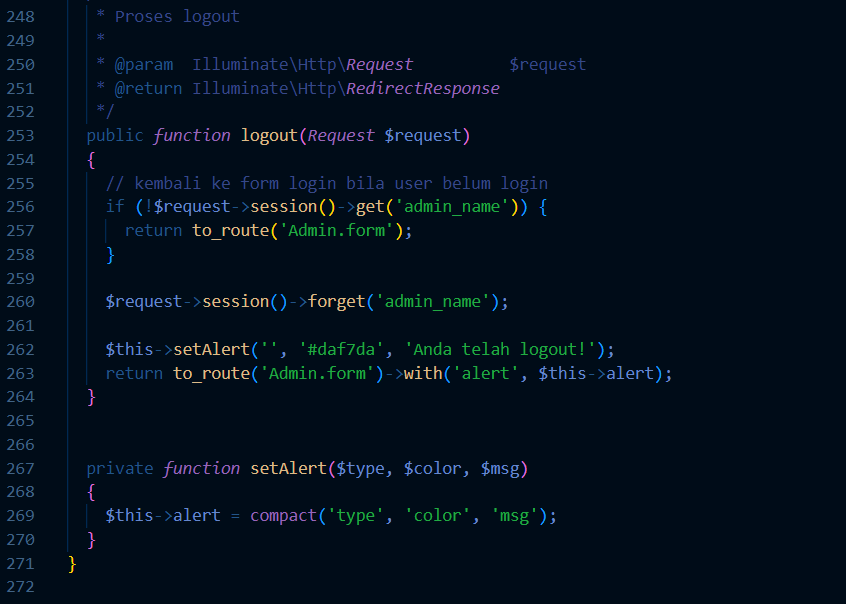 248 * Proses logout
249 *
250 * @param  Illuminate\Http\Request          $request
251 * @return Illuminate\Http\RedirectResponse
252 */
253 public function logout(Request $request)
254 {
255   // kembali ke form login bila user belum login
256   if (!$request->session()->get('admin_name')) {
257     return to_route('Admin.form');
258   }
259
260   $request->session()->forget('admin_name');
261
262   $this->setAlert('', '#daf7da', 'Anda telah logout!');
263   return to_route('Admin.form')->with('alert', $this->alert);
264 }
265
266
267 private function setAlert($type, $color, $msg)
268 {
269   $this->alert = compact('type', 'color', 'msg');
270 }
271 }
272